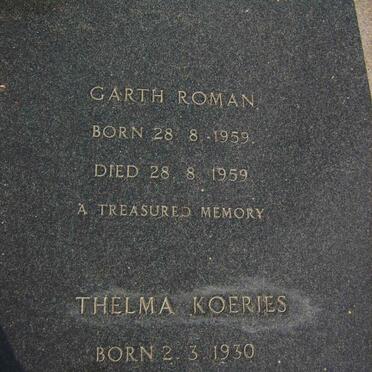 GARTH ROMAN
BORN 28 8 1959
DIED 28 8 1959
A TREASURED MEMORY
THELMA KOERIES
BORN 2. 3. 1930